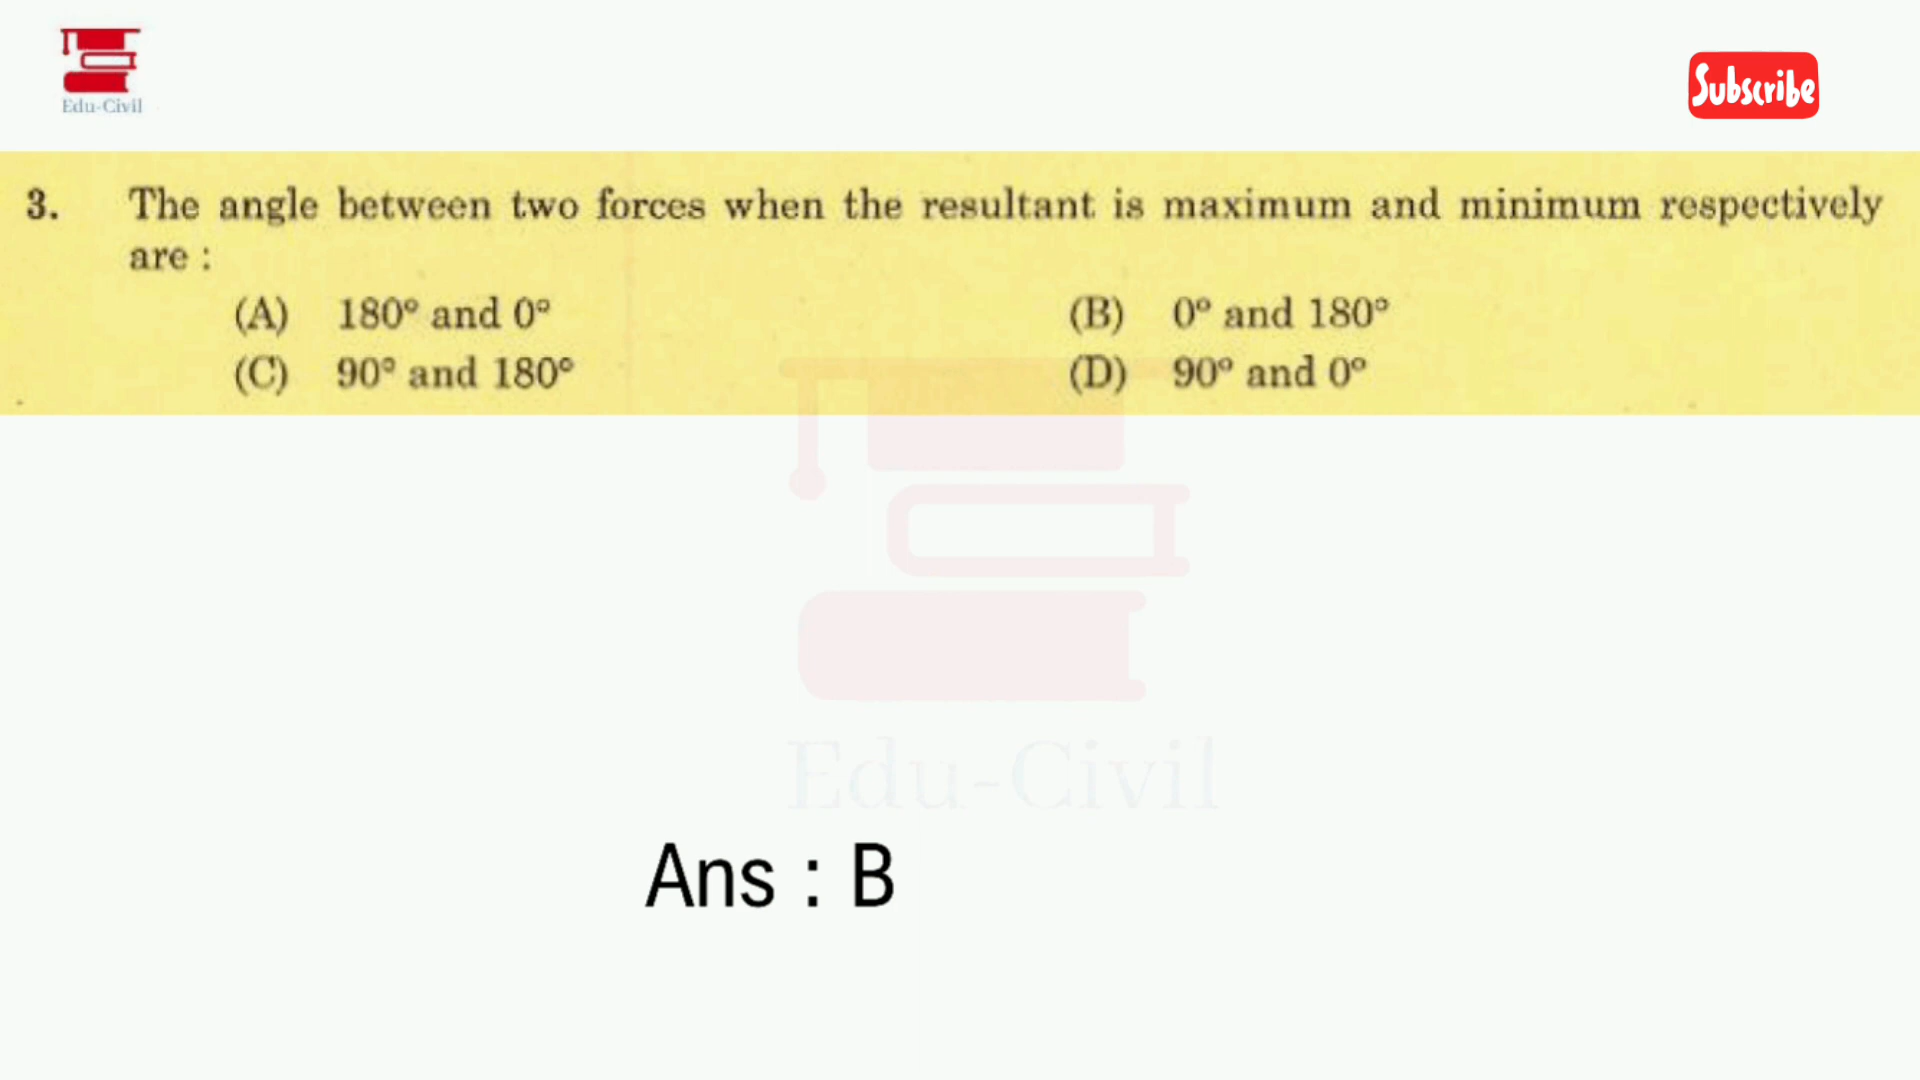 Edu-Civil
Subscribe
3. The angle between two forces when the resultant is maximum and minimum respectively
are :
(A) 180° and 0° (B) 0° and 180°
(C) 90° and 180° (D) 90° and 0°
Edu-Civil
Ans : B